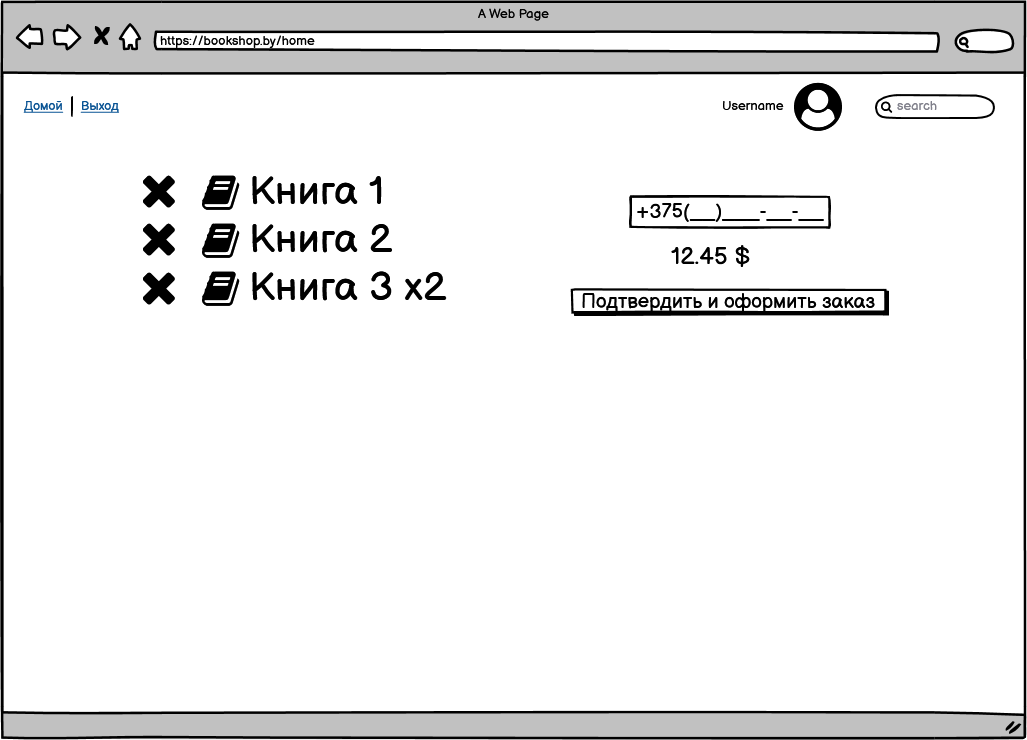 A Web Page
https://bookshop.by/home
Домой Выход
Username
search
Книга 1
Книга 2
Книга 3 x2
+375(__)___-__-__
12.45 $
Подтвердить и оформить заказ